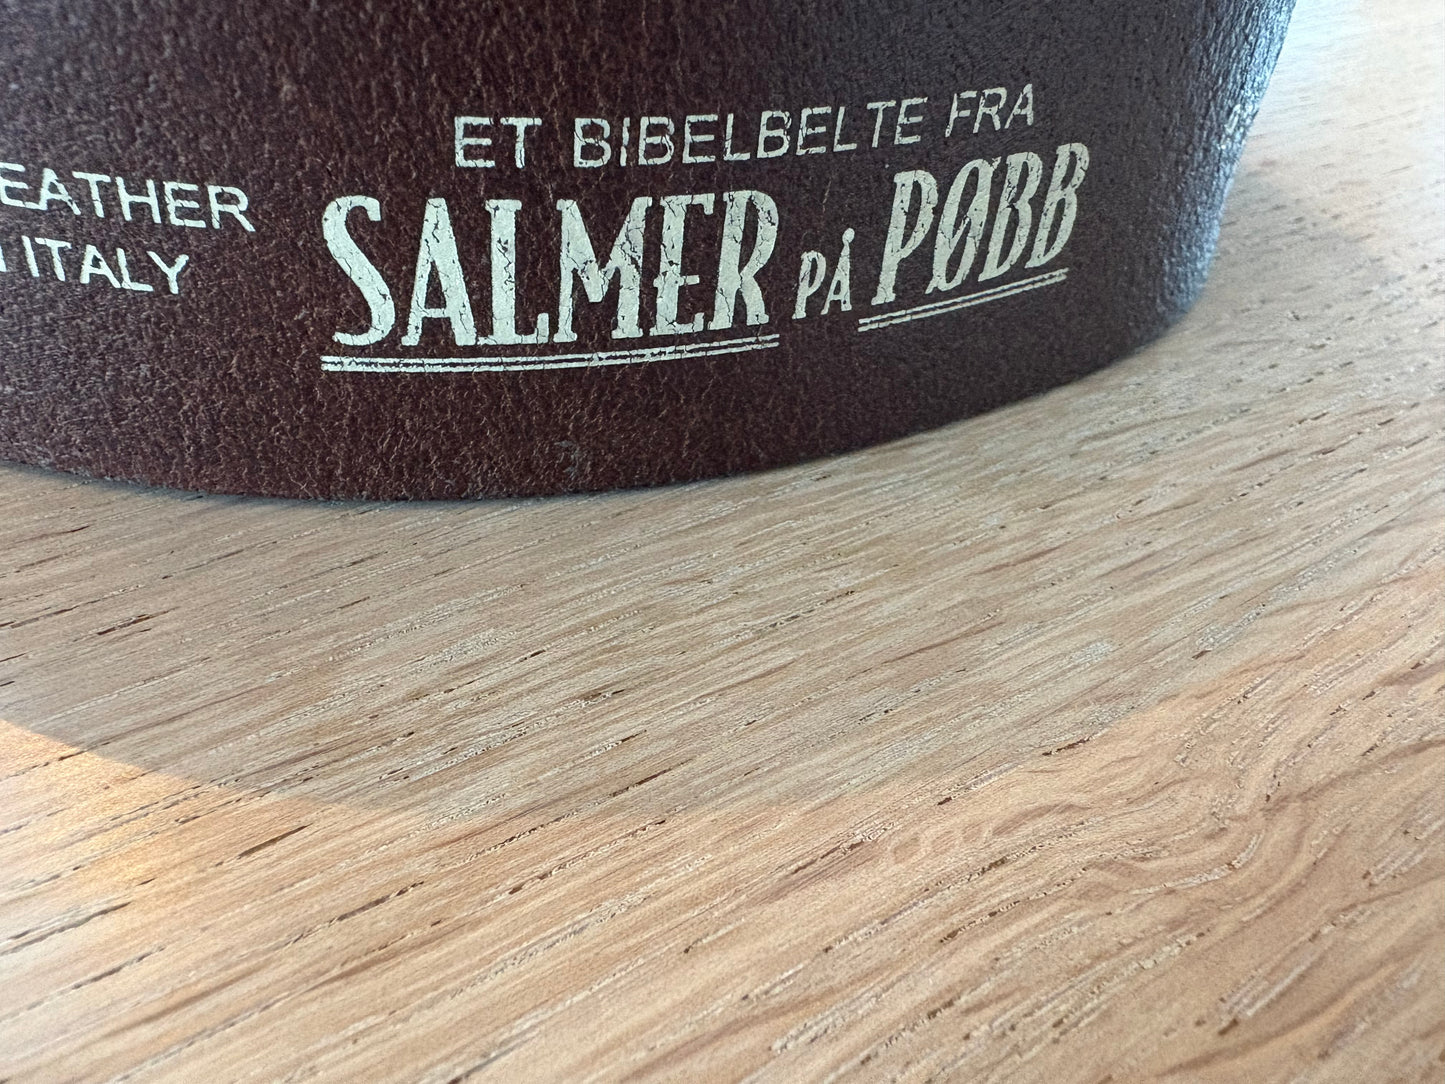 EATHER
ITALY
ET BIBELBELTE FRA
SALMER PÅ PØBB